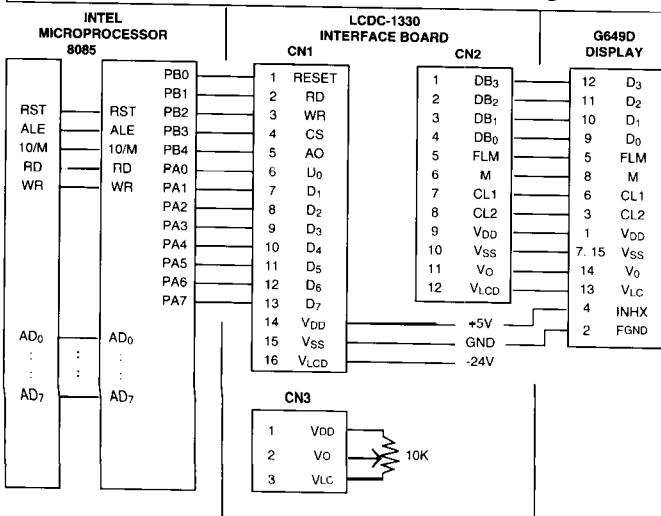 INTEL
MICROPROCESSOR
8085
LCDC-1330
INTERFACE BOARD
CN1
CN2
G649D
DISPLAY
RST
ALE
10/M
RD
WR
AD0
AD7
RST
ALE
10/M
RD
WR
AD0
AD7
PB0
PB1
PB2
PB3
PB4
PA0
PA1
PA2
PA3
PA4
PA5
PA6
PA7
1 RESET
2 RD
3 WR
4 CS
5 AO
6 D0
7 D1
8 D2
9 D3
10 D4
11 D5
12 D6
13 D7
14 VDD
15 VSS
16 VLCD
+5V
GND
-24V
1 DB3
2 DB2
3 DB1
4 DB0
5 FLM
6 M
7 CL1
8 CL2
9 VDD
10 VSS
11 VO
12 VLCD
12 D3
11 D2
10 D1
9 D0
5 FLM
8 M
6 CL1
3 CL2
1 VDD
7. 15 VSS
14 V0
13 VLC
4 INHX
2 FGND
CN3
1 VDD
2 VO
3 VLC
10K